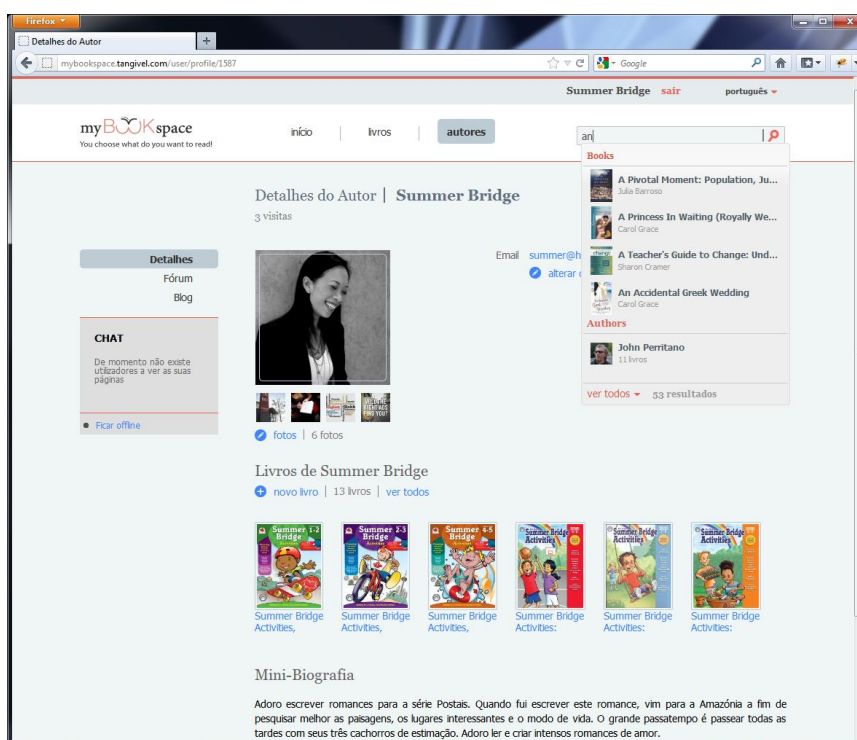 Firefox
Detalhes do Autor
mybookspace.tangivel.com/user/profile/1587
Google
Summer Bridge sair português
myBOOKspace
You choose what do you want to read!
início | livros | autores
an
Books
A Pivotal Moment: Population, Ju...
Julia Barroso
A Princess In Waiting (Royally We...
Carol Grace
A Teacher's Guide to Change: Und...
Sharon Cramer
An Accidental Greek Wedding
Carol Grace
Authors
John Perritano
11 livros
ver todos 53 resultados
Detalhes do Autor | Summer Bridge
3 visitas
Detalhes
Fórum
Blog
CHAT
De momento não existe
utilizadores a ver as suas
páginas
Ficar offline
Email summer@h
alterar
fotos | 6 fotos
Livros de Summer Bridge
novo livro | 13 livros | ver todos
Summer 1-2
Bridge
Activities
Summer 2-3
Bridge
Activities
Summer 4-5
Bridge
Activities
Summer Bridge
Activities
Summer Bridge
Activities
Summer Bridge
Activities
Summer Bridge
Activities,
Summer Bridge
Activities,
Summer Bridge
Activities,
Summer Bridge
Activities:
Summer Bridge
Activities:
Summer Bridge
Activities:
Mini-Biografia
Adoro escrever romances para a série Postais. Quando fui escrever este romance, vim para a Amazónia a fim de
pesquisar melhor as paisagens, os lugares interessantes e o modo de vida. O grande passatempo é passear todas as
tardes com seus três cachorros de estimação. Adoro ler e criar intensos romances de amor.